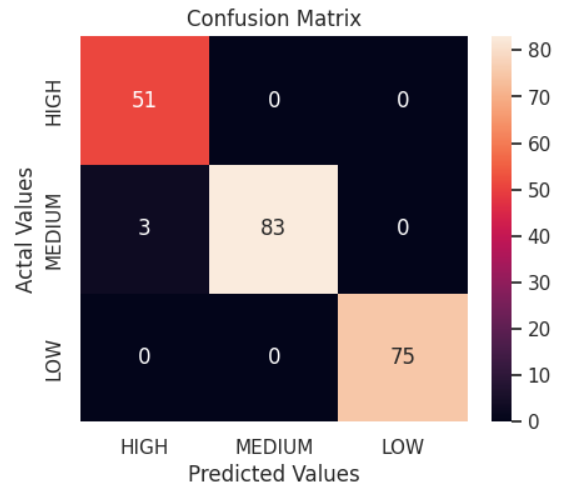 Confusion Matrix
HIGH 51 0 0
MEDIUM 3 83 0
LOW 0 0 75
Actal Values
HIGH MEDIUM LOW
Predicted Values
80
70
60
50
40
30
20
10
0